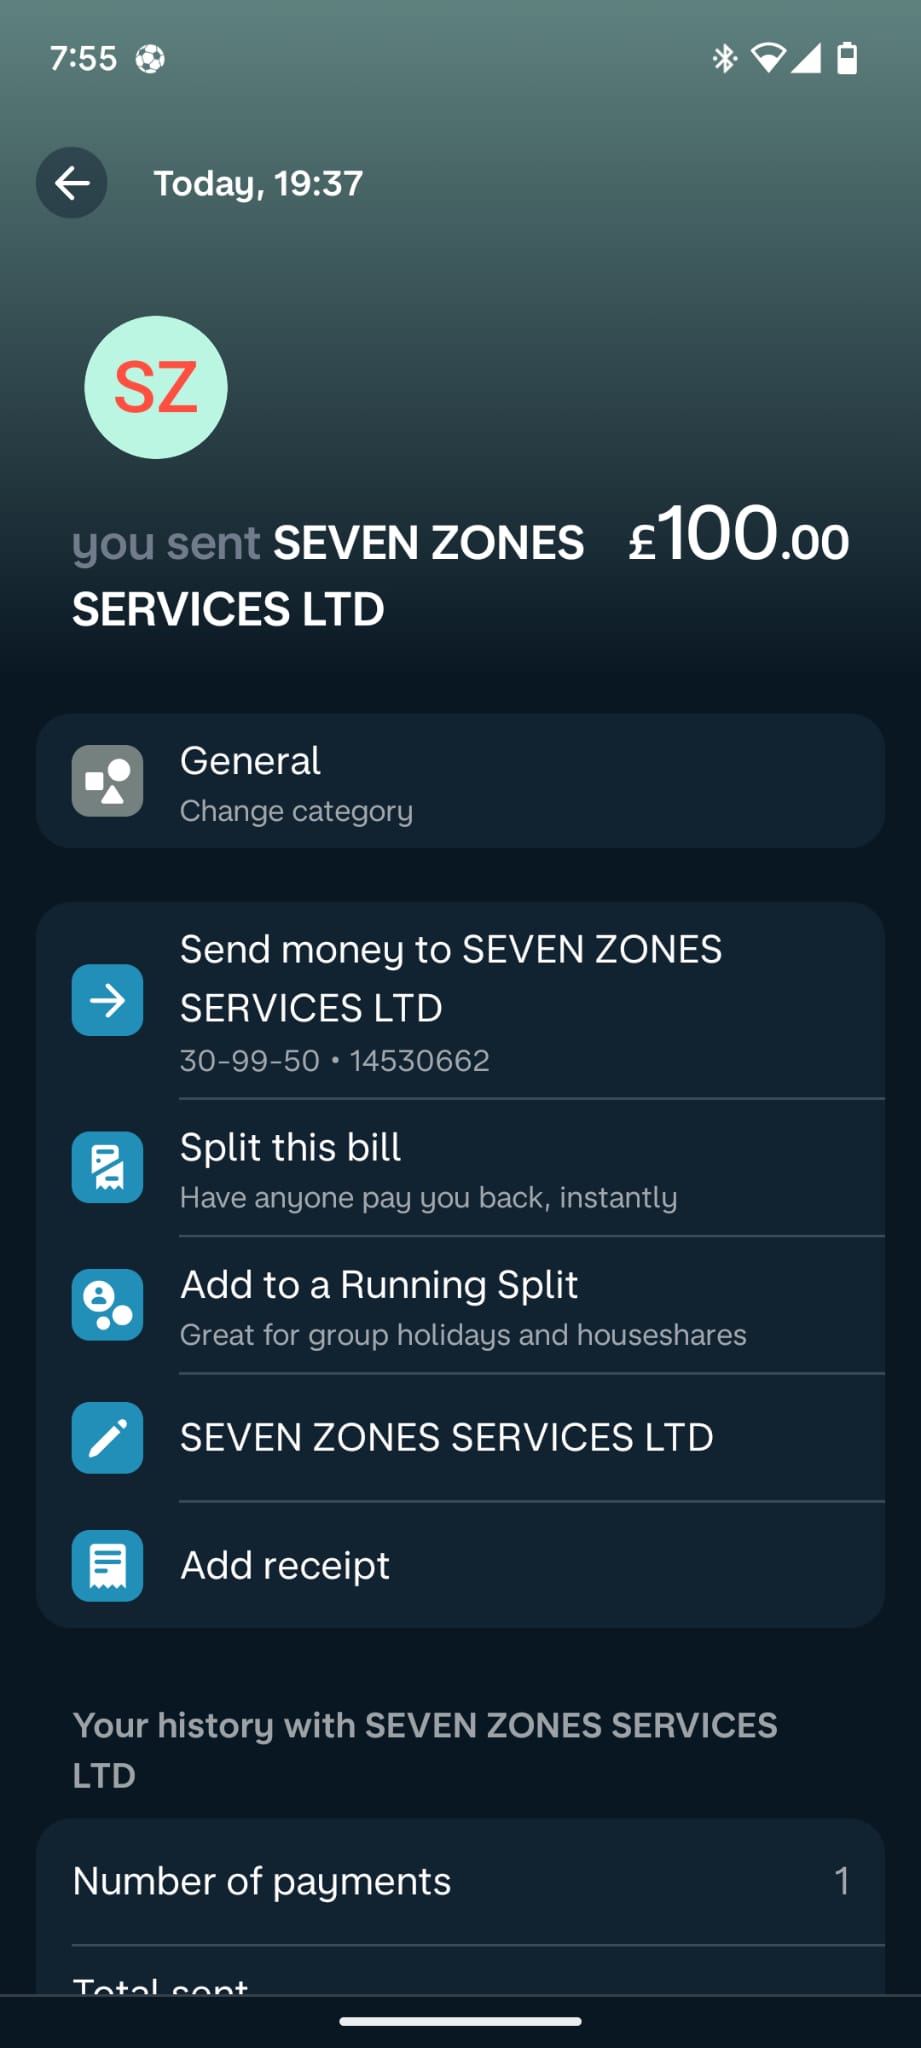 7:55
Today, 19:37
SZ
you sent SEVEN ZONES £100.00
SERVICES LTD
General
Change category
Send money to SEVEN ZONES
SERVICES LTD
30-99-50 • 14530662
Split this bill
Have anyone pay you back, instantly
Add to a Running Split
Great for group holidays and houseshares
SEVEN ZONES SERVICES LTD
Add receipt
Your history with SEVEN ZONES SERVICES
LTD
Number of payments 1
Total sent